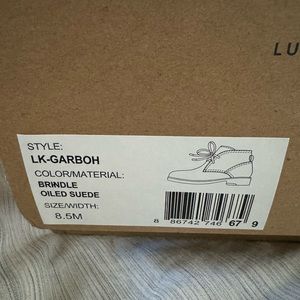 LU
STYLE:
LK-GARBOH
COLOR/MATERIAL:
BRINDLE
OILED SUEDE
SIZE/WIDTH:
8.5M
8 86742 746 67 9